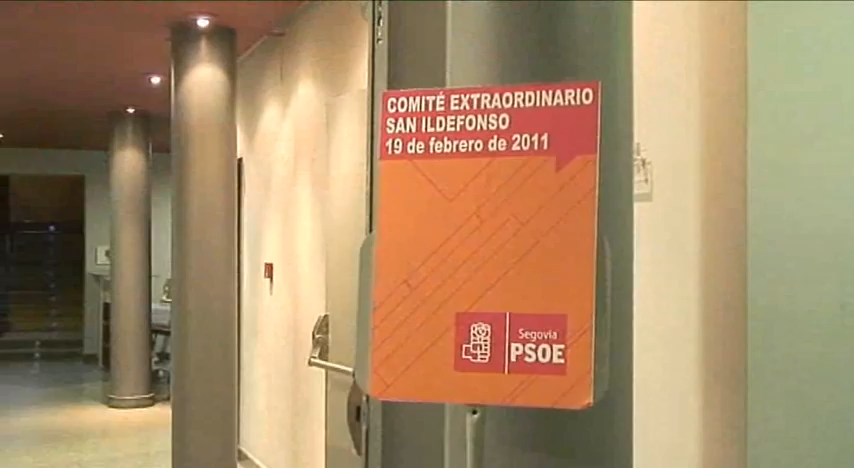 COMITÉ EXTRAORDINARIO
SAN ILDEFONSO
19 de febrero de 2011
Segovia
PSOE